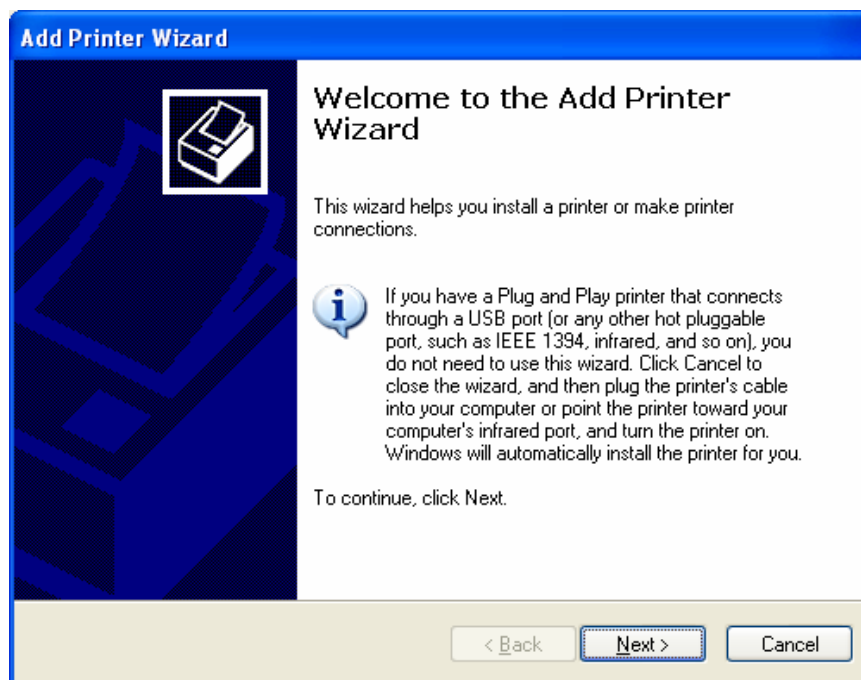 Add Printer Wizard
Welcome to the Add Printer
Wizard
This wizard helps you install a printer or make printer
connections.
If you have a Plug and Play printer that connects
through a USB port (or any other hot pluggable
port, such as IEEE 1394, infrared, and so on), you
do not need to use this wizard. Click Cancel to
close the wizard, and then plug the printer's cable
into your computer or point the printer toward your
computer's infrared port, and turn the printer on.
Windows will automatically install the printer for you.
To continue, click Next.
< Back Next > Cancel